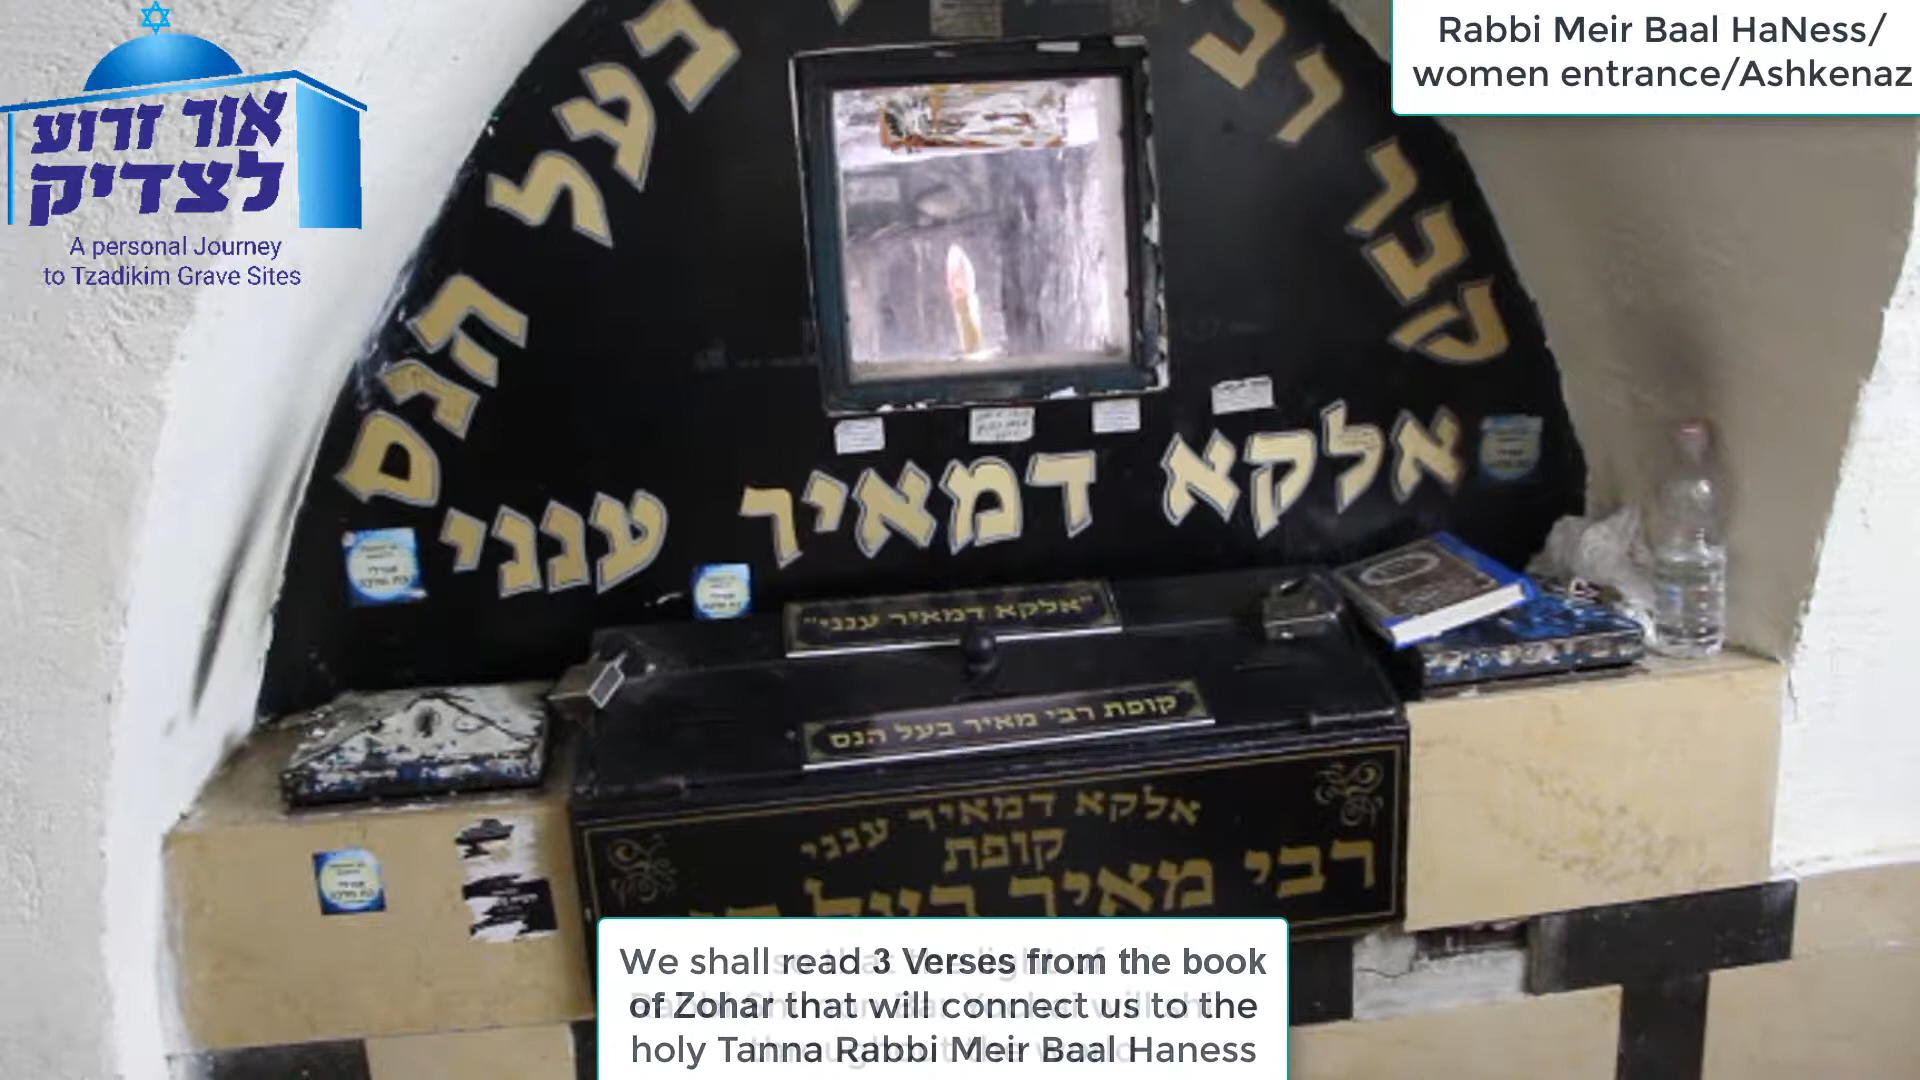 אור זרוע
לצדיק
A personal Journey
to Tzadikim Grave Sites
Rabbi Meir Baal HaNess/
women entrance/Ashkenaz
קבר
בעל הנס
אלקא דמאיר ענני
"אלקא דמאיר ענני"
קופת רבי מאיר בעל הנס
אלקא דמאיר ענני
קופת
רבי מאיר בעל
We shall read 3 Verses from the book
of Zohar that will connect us to the
holy Tanna Rabbi Meir Baal Haness